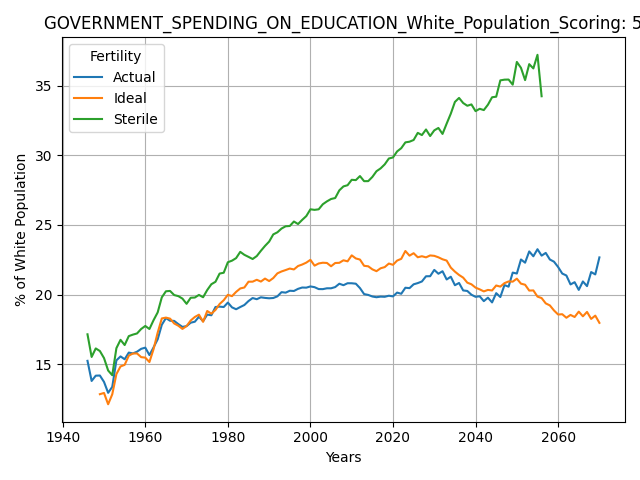 GOVERNMENT_SPENDING_ON_EDUCATION_White_Population_Scoring: 5
Fertility
Actual
Ideal
Sterile
% of White Population
35
30
25
20
15
1940 1960 1980 2000 2020 2040 2060
Years